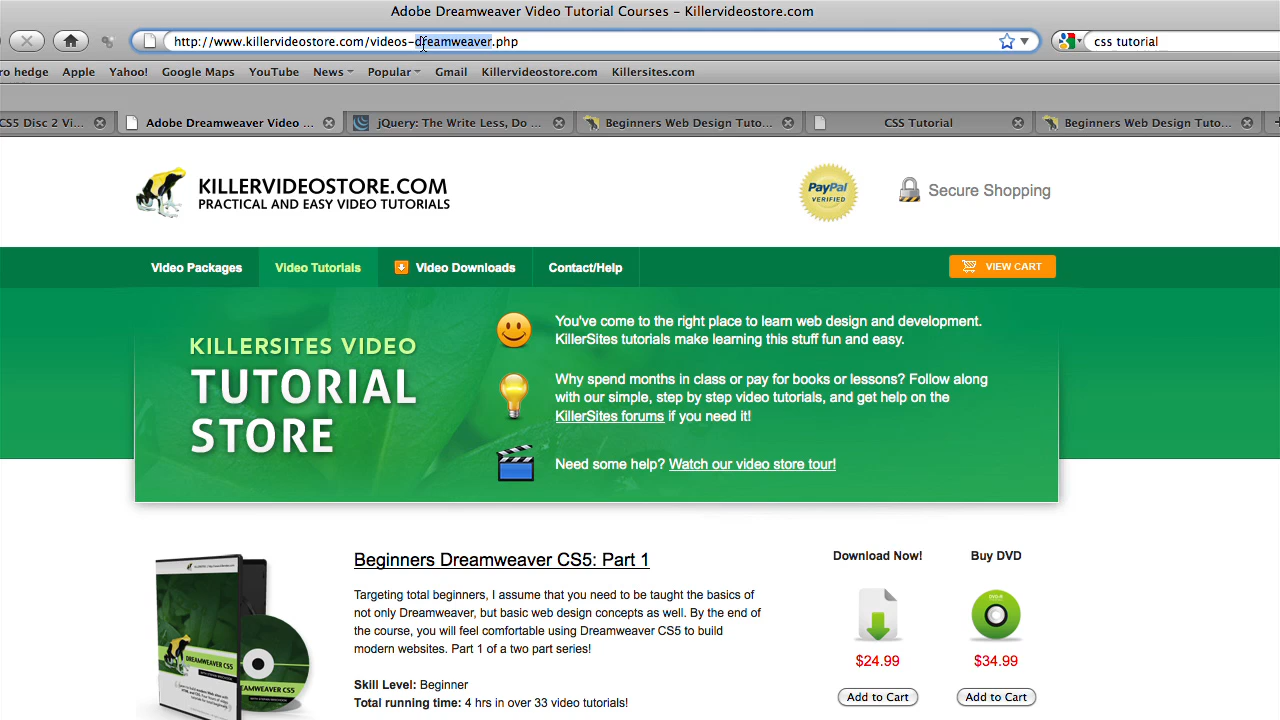 Adobe Dreamweaver Video Tutorial Courses – Killervideostore.com
http://www.killervideostore.com/videos-dreamweaver.php
css tutorial
ro hedge Apple Yahoo! Google Maps YouTube News Popular Gmail Killervideostore.com Killersites.com
CS5 Disc 2 Vi... Adobe Dreamweaver Video ... jQuery: The Write Less, Do ... Beginners Web Design Tuto... CSS Tutorial Beginners Web Design Tuto...
KILLERVIDEOSTORE.COM
PRACTICAL AND EASY VIDEO TUTORIALS
PayPal
VERIFIED
Secure Shopping
Video Packages Video Tutorials Video Downloads Contact/Help VIEW CART
KILLERSITES VIDEO
TUTORIAL
STORE
You've come to the right place to learn web design and development.
KillerSites tutorials make learning this stuff fun and easy.
Why spend months in class or pay for books or lessons? Follow along
with our simple, step by step video tutorials, and get help on the
KillerSites forums if you need it!
Need some help? Watch our video store tour!
DREAMWEAVER CS5
Beginners Dreamweaver CS5: Part 1
Targeting total beginners, I assume that you need to be taught the basics of
not only Dreamweaver, but basic web design concepts as well. By the end of
the course, you will feel comfortable using Dreamweaver CS5 to build
modern websites. Part 1 of a two part series!
Skill Level: Beginner
Total running time: 4 hrs in over 33 video tutorials!
Download Now!
$24.99
Add to Cart
Buy DVD
$34.99
Add to Cart